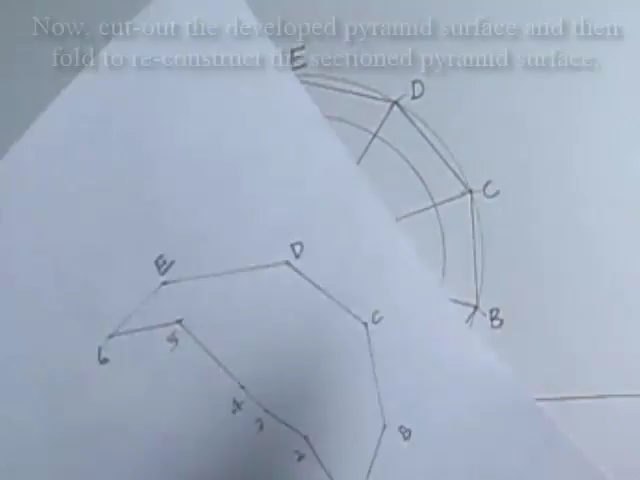 Now, cut-out the developed pyramid surface and then
fold to re-construct the sectioned pyramid surface.
E
D
C
B
E
D
C
6
5
4
3
B
2